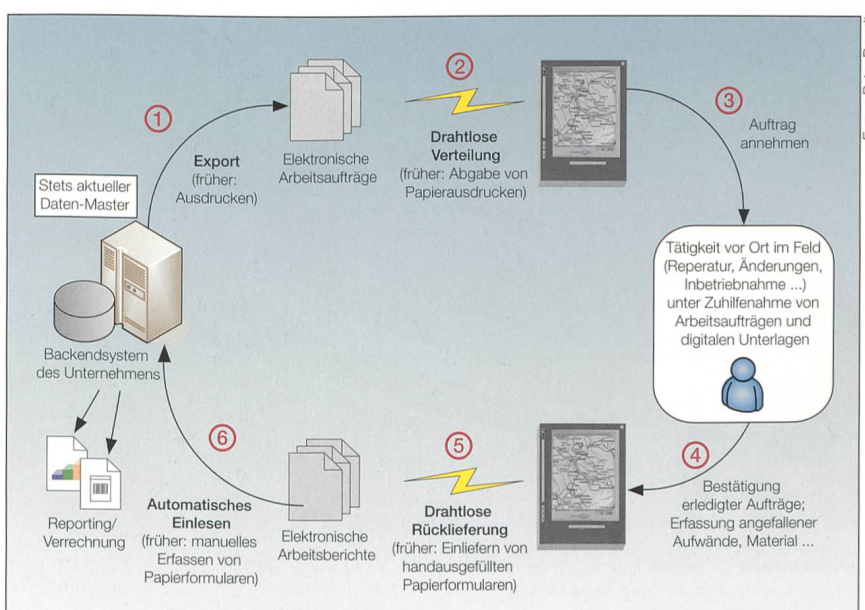 1
Export
(früher:
Ausdrucken)
Elektronische
Arbeitsaufträge
2
Drahtlose
Verteilung
(früher: Abgabe von
Papierausdrucken)
3
Auftrag
annehmen
Stets aktueller
Daten-Master
Backendsystem
des Unternehmens
Tätigkeit vor Ort im Feld
(Reperatur, Änderungen,
Inbetriebnahme ...)
unter Zuhilfenahme von
Arbeitsaufträgen und
digitalen Unterlagen
4
Bestätigung
erledigter Aufträge;
Erfassung angefallener
Aufwände, Material ...
5
Drahtlose
Rücklieferung
(früher: Einliefern von
handausgefüllten
Papierformularen)
Elektronische
Arbeitsberichte
6
Automatisches
Einlesen
(früher: manuelles
Erfassen von
Papierformularen)
Reporting/
Verrechnung